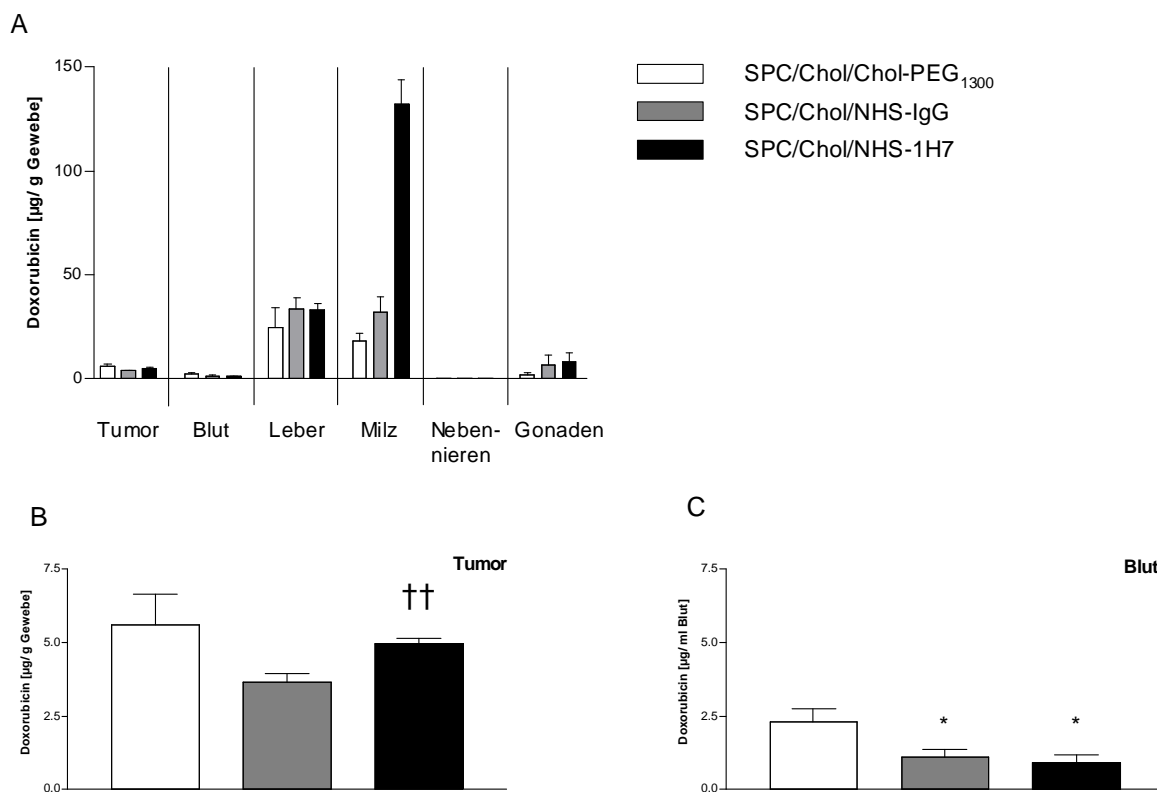 A
Doxorubicin [µg/ g Gewebe]
150
100
50
0
Tumor
Blut
Leber
Milz
Neben-
nieren
Gonaden
SPC/Chol/Chol-PEG1300
SPC/Chol/NHS-IgG
SPC/Chol/NHS-1H7
B
Tumor
Doxorubicin [µg/ g Gewebe]
7.5
5.0
2.5
0.0
††
C
Blut
Doxorubicin [µg/ ml Blut]
7.5
5.0
2.5
0.0
*
*